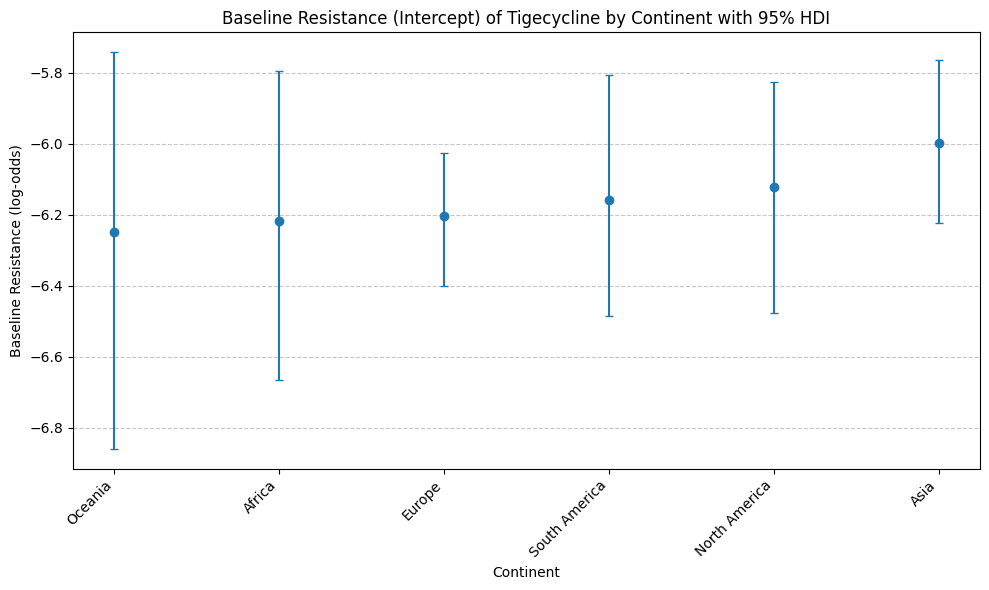 Baseline Resistance (Intercept) of Tigecycline by Continent with 95% HDI
Baseline Resistance (log-odds)
−5.8
−6.0
−6.2
−6.4
−6.6
−6.8
Oceania
Africa
Europe
South America
North America
Asia
Continent